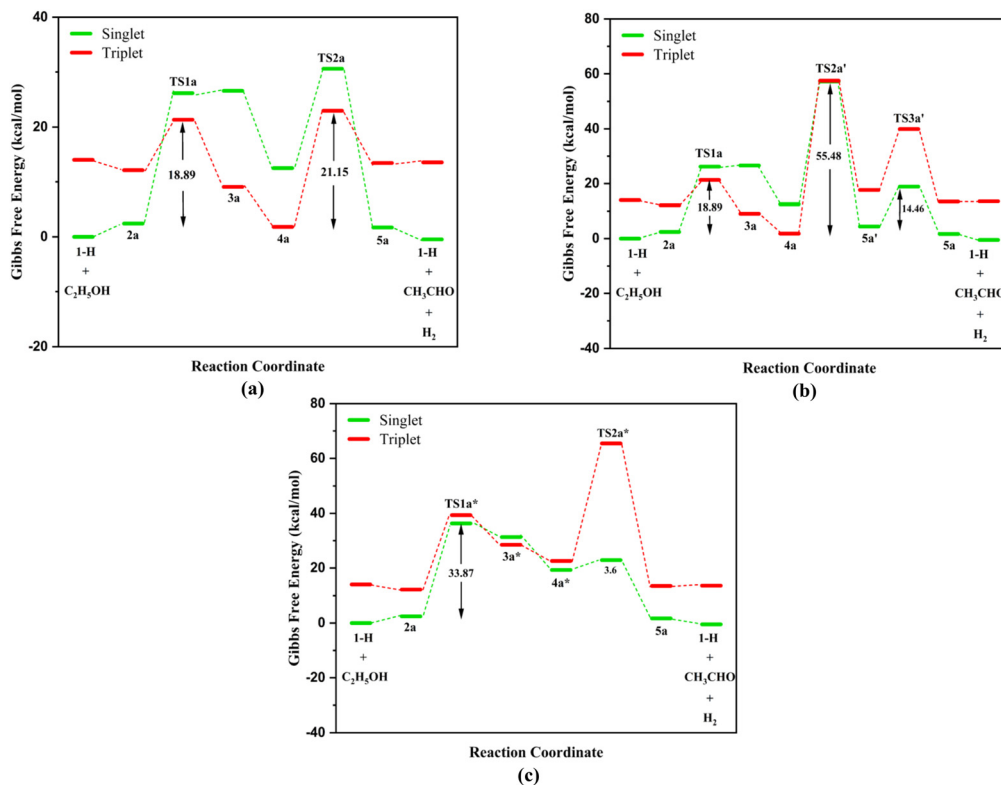 40
20
0
-20
Gibbs Free Energy (kcal/mol)
Singlet
Triplet
TS1a
TS2a
18.89
21.15
2a
3a
4a
5a
1-H
+
C₂H₅OH
1-H
+
CH₃CHO
+
H₂
Reaction Coordinate
(a)
80
60
40
20
0
-20
-40
Gibbs Free Energy (kcal/mol)
Singlet
Triplet
TS1a
TS2a'
TS3a'
18.89
55.48
14.46
2a
3a
4a
5a'
5a
1-H
+
C₂H₅OH
1-H
+
CH₃CHO
+
H₂
Reaction Coordinate
(b)
80
60
40
20
0
-20
-40
Gibbs Free Energy (kcal/mol)
Singlet
Triplet
TS1a*
TS2a*
33.87
3.6
2a
3a*
4a*
5a
1-H
+
C₂H₅OH
1-H
+
CH₃CHO
+
H₂
Reaction Coordinate
(c)